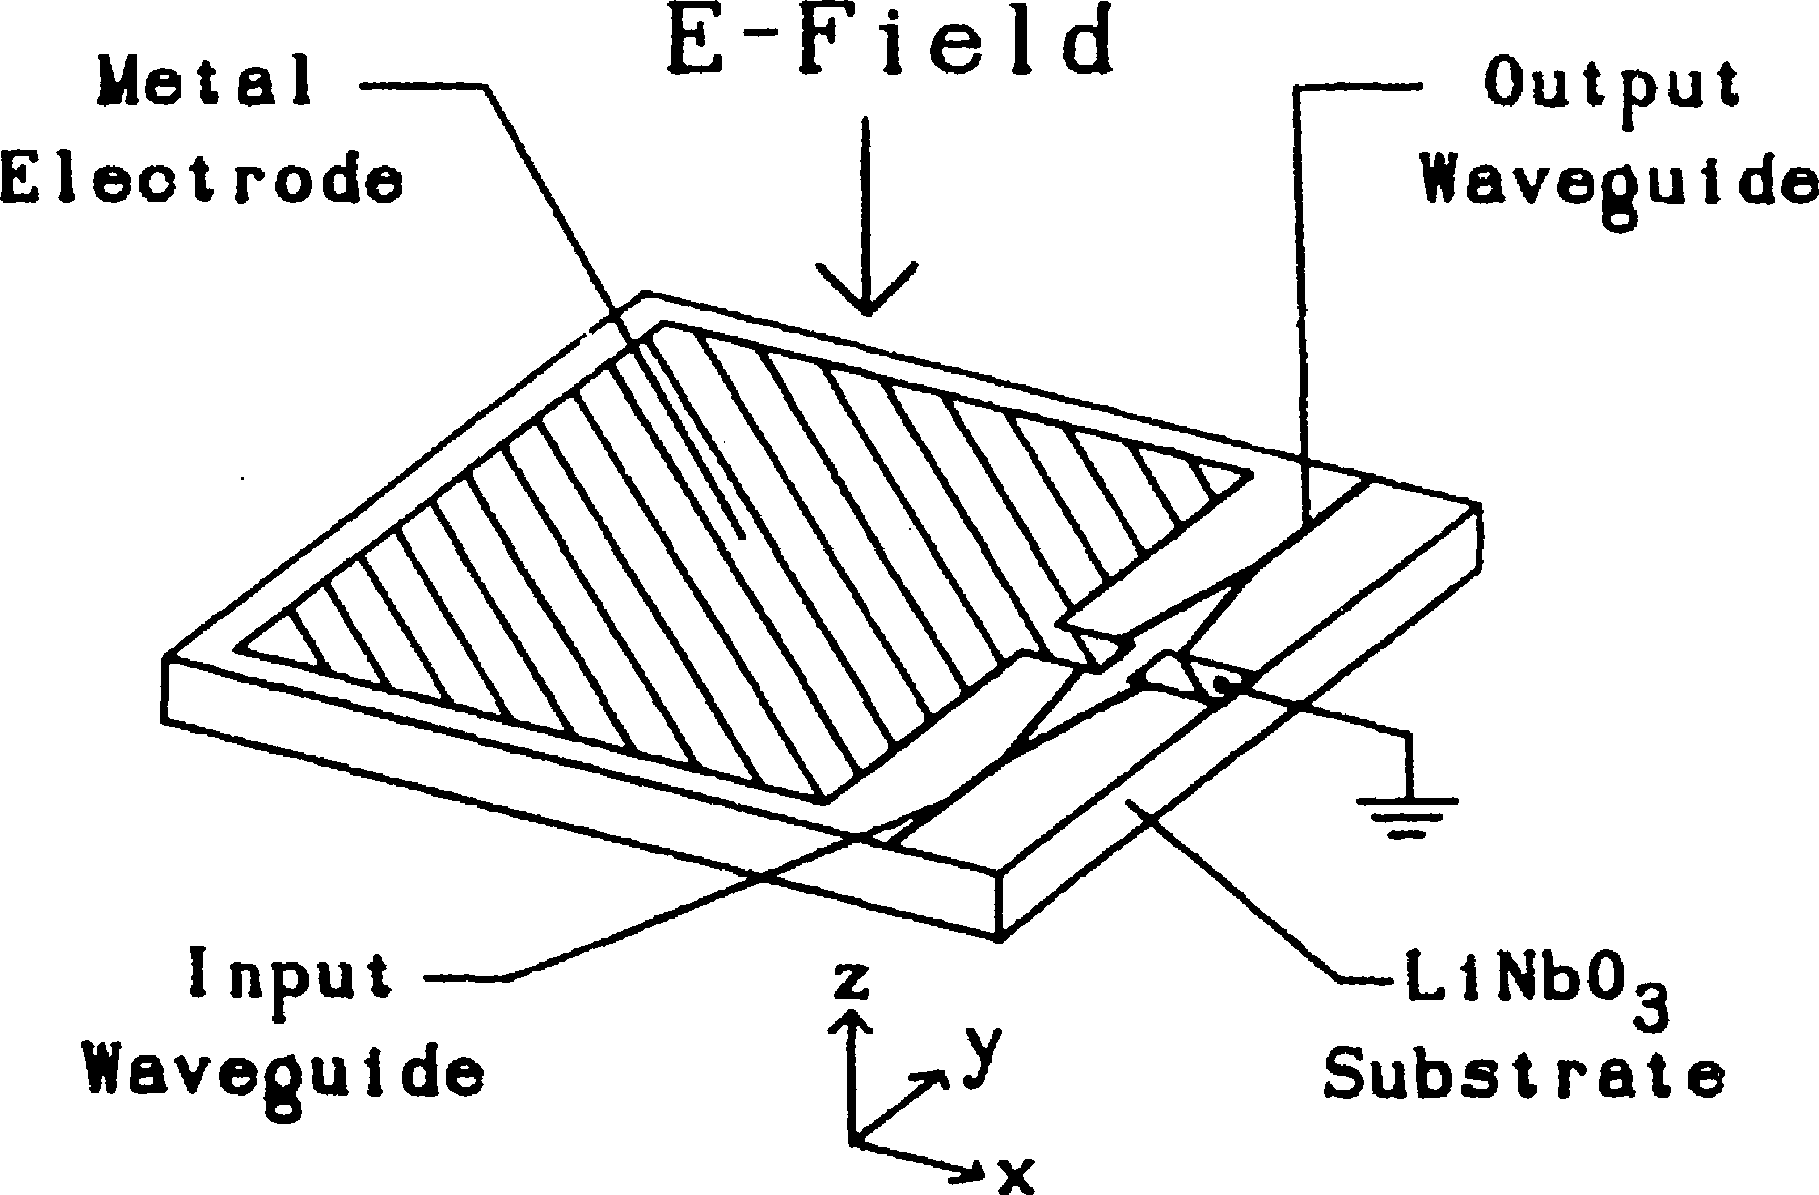 E-Field
Metal
Electrode
Output
Waveguide
Input
Waveguide
LiNbO₃
Substrate
z
y
x